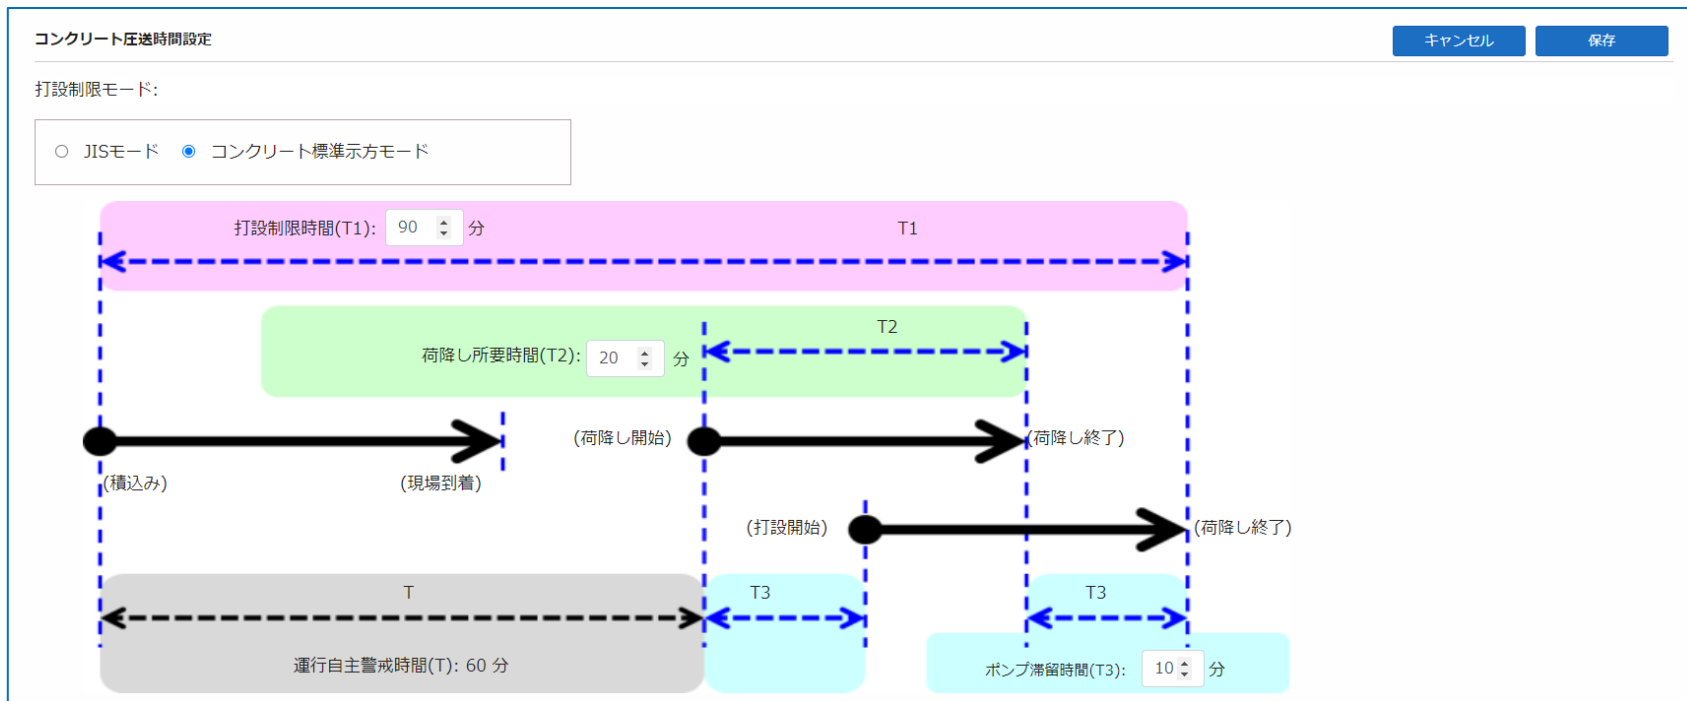 コンクリート圧送時間設定
キャンセル
保存
打設制限モード:
JISモード コンクリート標準示方モード
打設制限時間(T1): 90 分
T1
T2
荷降し所要時間(T2): 20 分
(荷降し開始)
(荷降し終了)
(積込み)
(現場到着)
(打設開始)
(荷降し終了)
T
T3
T3
運行自主警戒時間(T): 60 分
ポンプ滞留時間(T3): 10 分